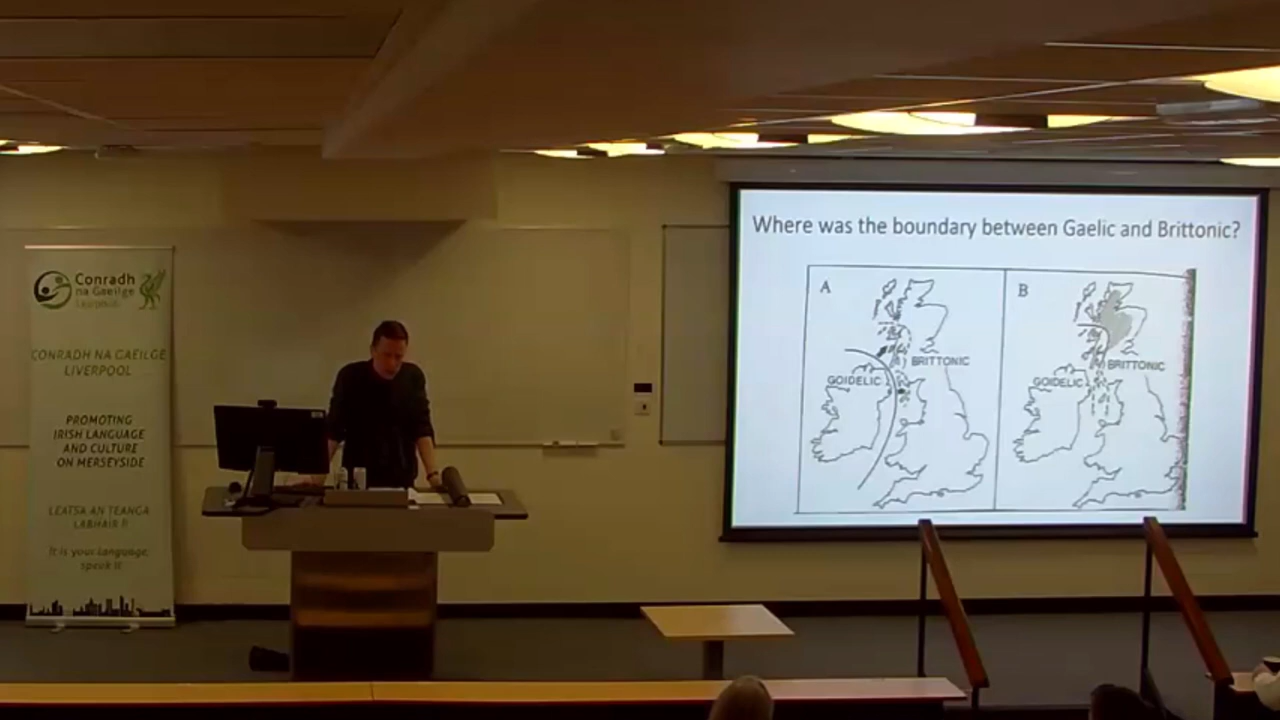 Conradh
na Gaeilge
Liverpool
CONRADH NA GAEILGE
LIVERPOOL
PROMOTING
IRISH LANGUAGE
AND CULTURE
ON MERSEYSIDE
LEATSA AN TEANGA
LABHAIR Í!
It is your language
speak it
Where was the boundary between Gaelic and Brittonic?
A
BRITTONIC
GOIDELIC
B
BRITTONIC
GOIDELIC